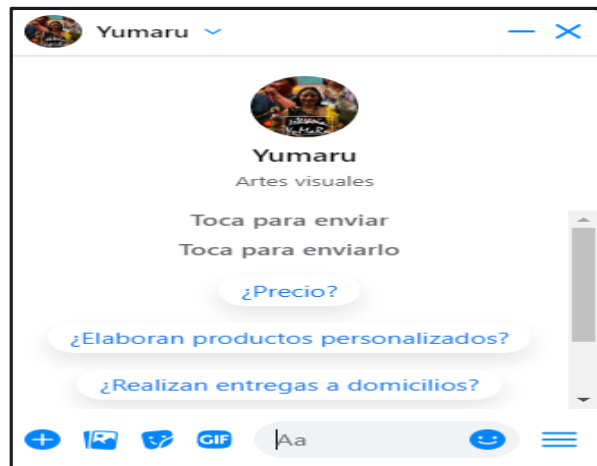 Yumaru
Yumaru
Artes visuales
Toca para enviar
Toca para enviarlo
¿Precio?
¿Elaboran productos personalizados?
¿Realizan entregas a domicilios?
GIF
Aa